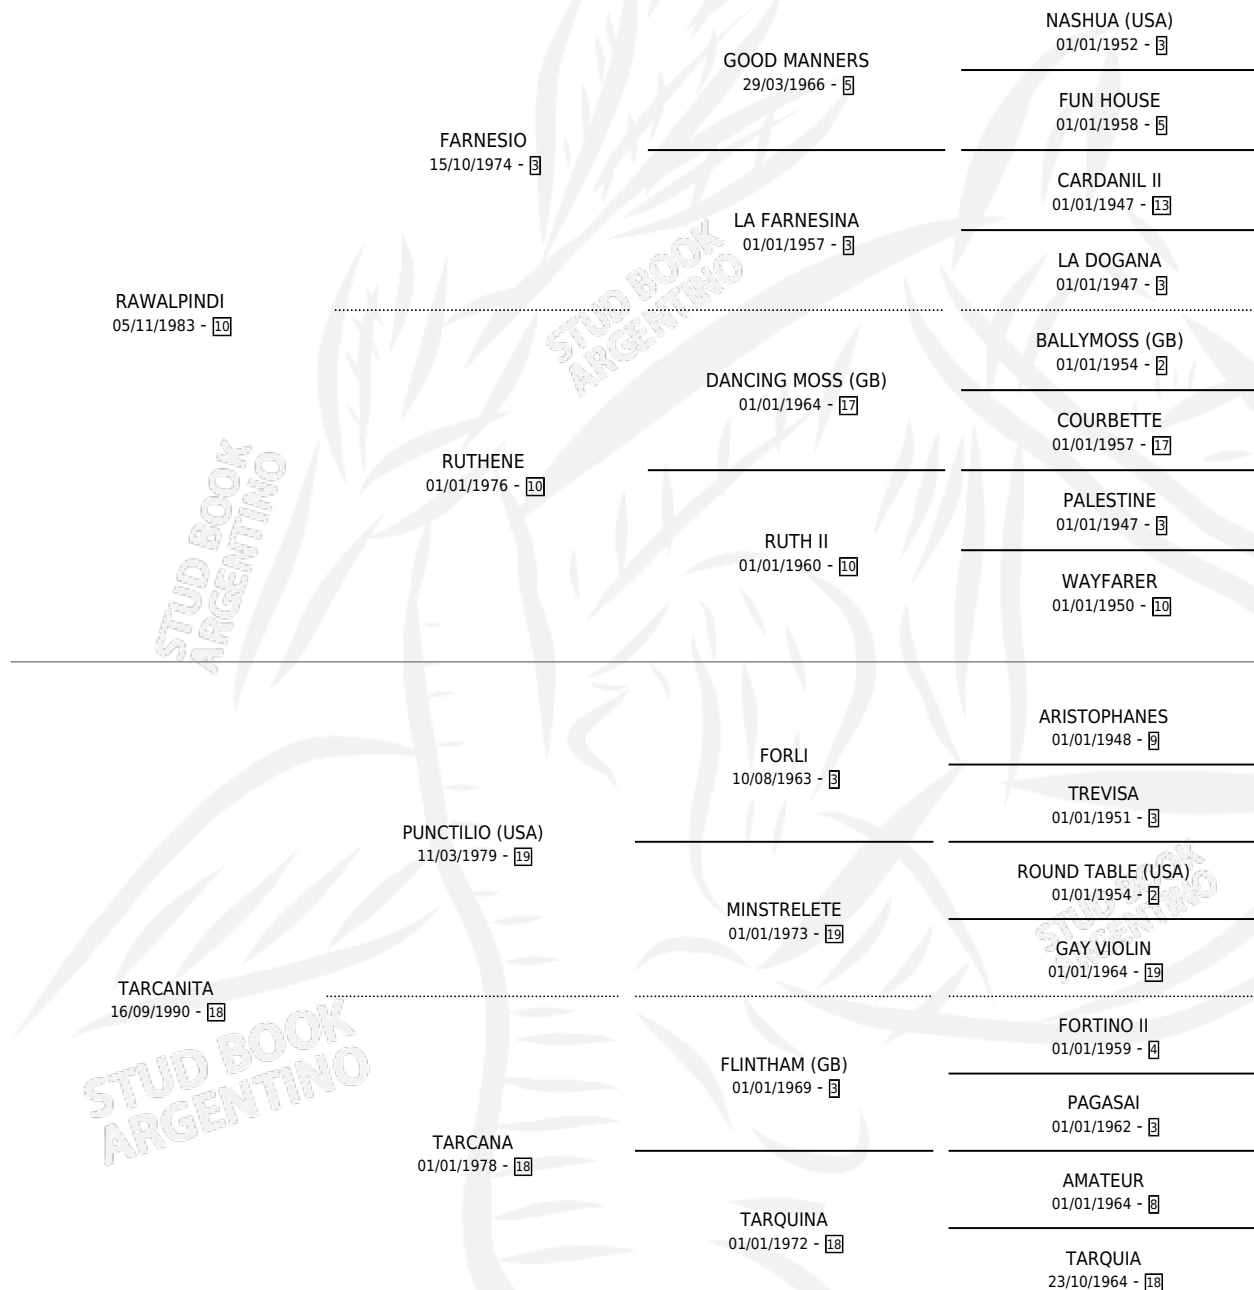 NASHUA (USA)
01/01/1952 - 3
GOOD MANNERS
29/03/1966 - 5
FUN HOUSE
01/01/1958 - 5
FARNESIO
15/10/1974 - 3
CARDANIL II
01/01/1947 - 13
LA FARNESINA
01/01/1957 - 3
LA DOGANA
01/01/1947 - 3
RAWALPINDI
05/11/1983 - 10
STUD BOOK
ARGENTINO
BALLYMOSS (GB)
01/01/1954 - 2
DANCING MOSS (GB)
01/01/1964 - 17
COURBETTE
01/01/1957 - 17
RUTHENE
01/01/1976 - 10
PALESTINE
01/01/1947 - 3
RUTH II
01/01/1960 - 10
WAYFARER
01/01/1950 - 10
STUD BOOK
ARGENTINO
ARISTOPHANES
01/01/1948 - 9
FORLI
10/08/1963 - 3
TREVISA
01/01/1951 - 3
PUNCTILIO (USA)
11/03/1979 - 19
ROUND TABLE (USA)
01/01/1954 - 2
MINSTRELETE
01/01/1973 - 19
GAY VIOLIN
01/01/1964 - 19
STUD BOOK
ARGENTINO
TARCANITA
16/09/1990 - 18
FORTINO II
01/01/1959 - 4
FLINTHAM (GB)
01/01/1969 - 3
PAGASAI
01/01/1962 - 3
STUD BOOK
ARGENTINO
TARCANA
01/01/1978 - 18
AMATEUR
01/01/1964 - 8
TARQUINA
01/01/1972 - 18
TARQUIA
23/10/1964 - 18